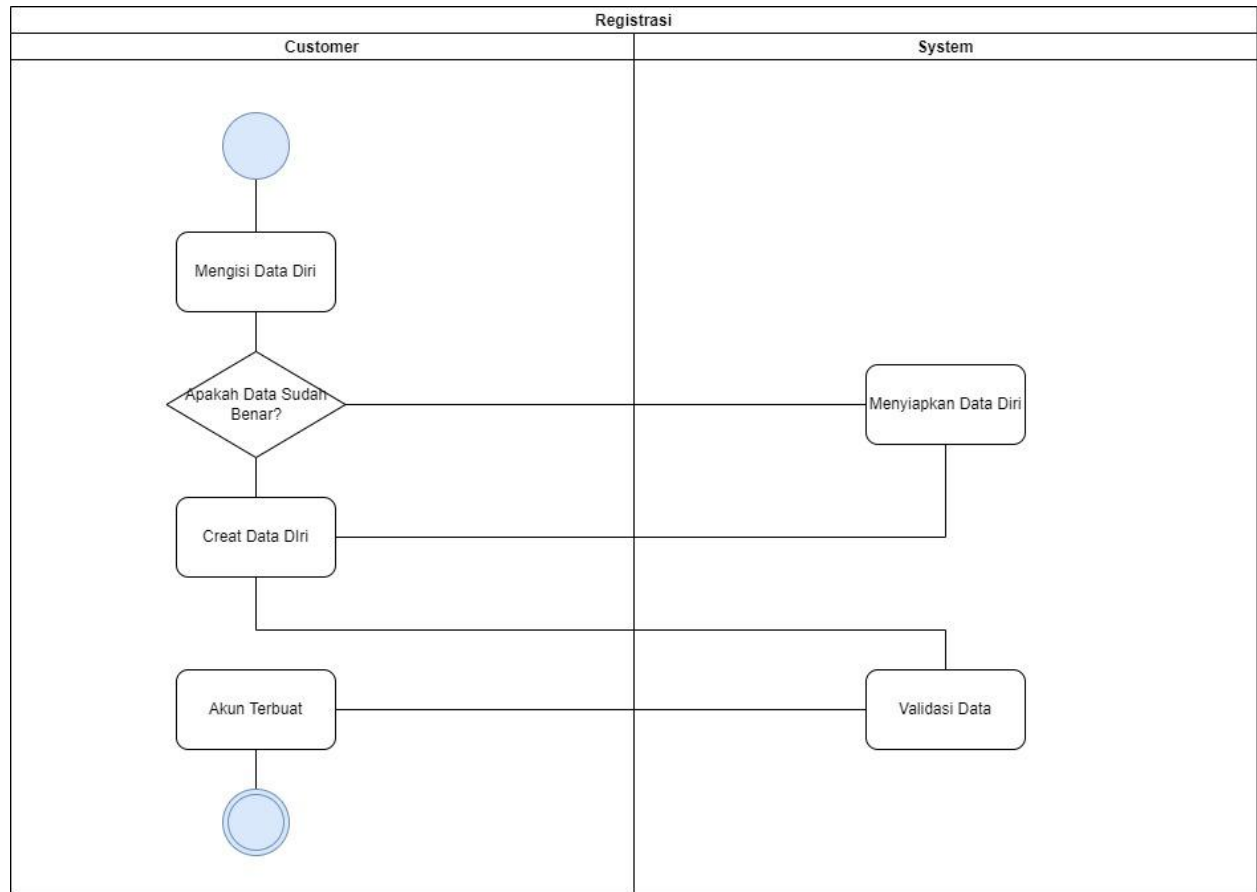 Registrasi
Customer
System
Mengisi Data Diri
Apakah Data Sudah
Benar?
Menyiapkan Data Diri
Creat Data DIri
Akun Terbuat
Validasi Data